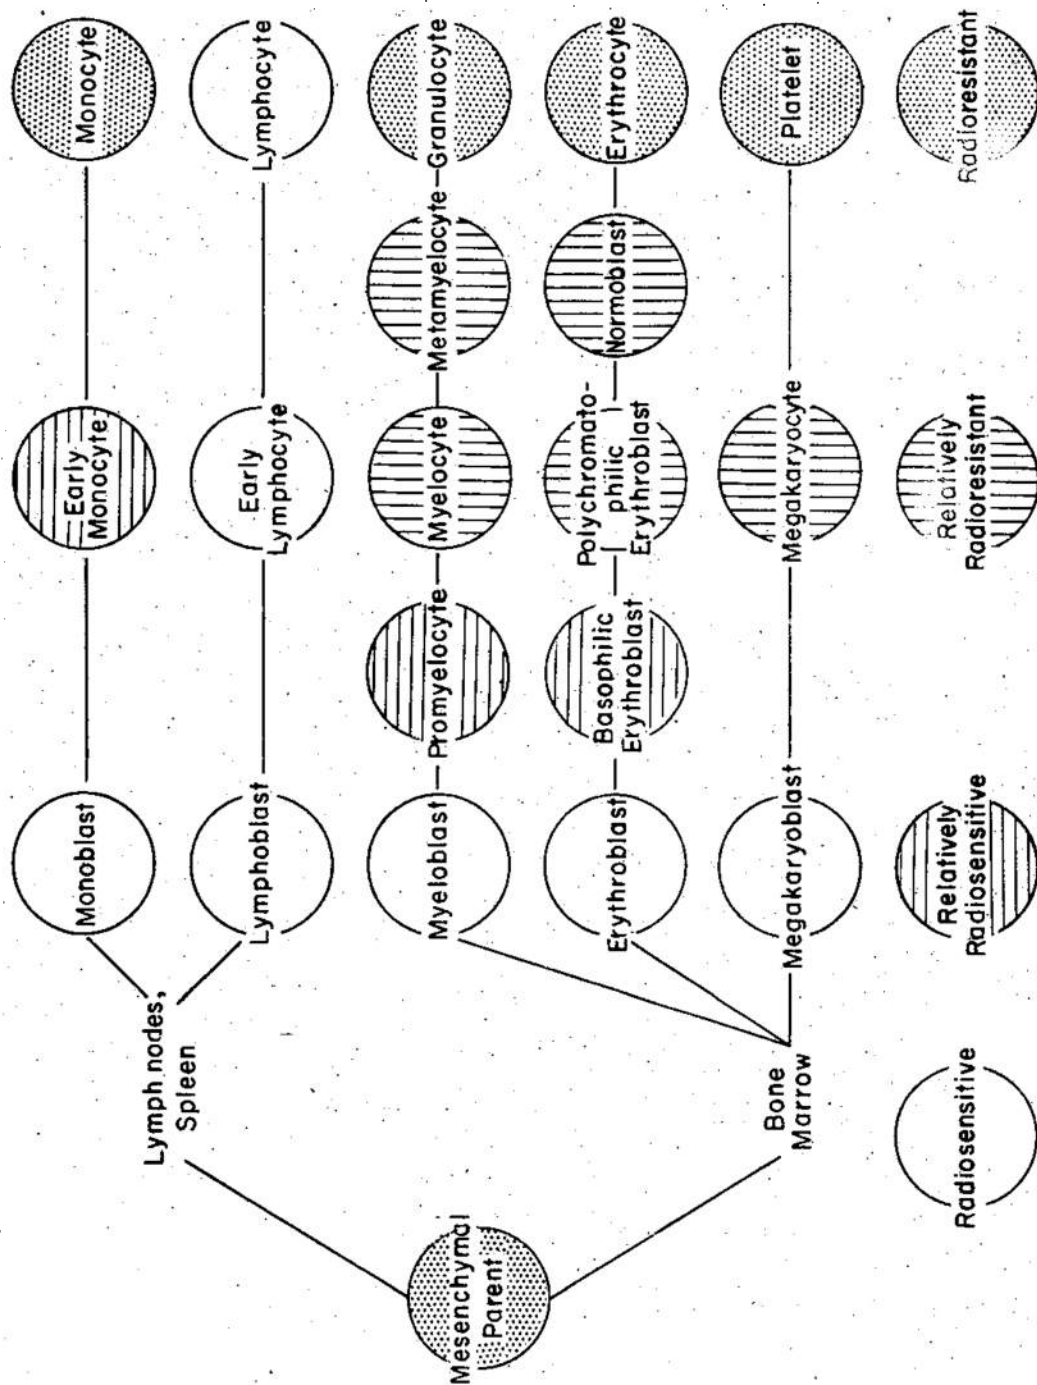 Mesenchymal
Parent
Lymph nodes,
Spleen
Bone
Marrow
Monoblast
Early
Monocyte
Monocyte
Lymphoblast
Early
Lymphocyte
Lymphocyte
Myeloblast
Promyelocyte
Myelocyte
Metamyelocyte
Granulocyte
Erythroblast
Basophilic
Erythroblast
Polychromato-
philic
Erythroblast
Normoblast
Erythrocyte
Megakaryoblast
Megakaryocyte
Platelet
Radiosensitive
Relatively
Radiosensitive
Relatively
Radioresistant
Radioresistant